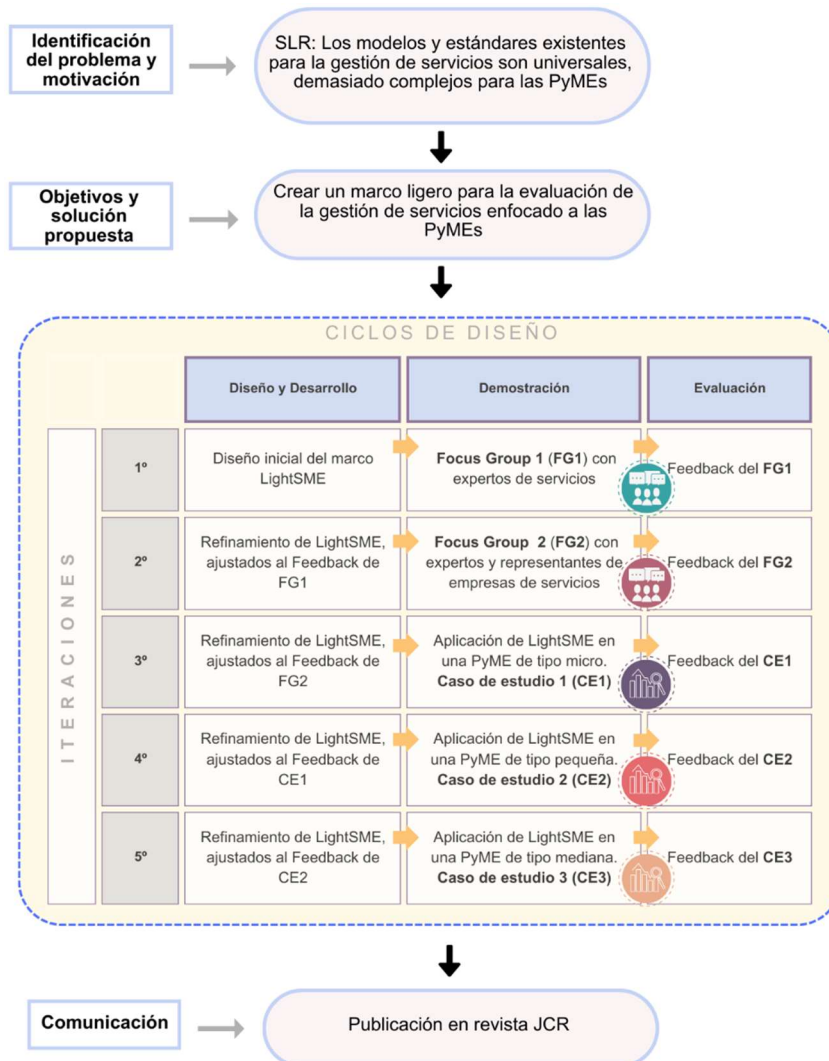 Identificación
del problema y
motivación
SLR: Los modelos y estándares existentes
para la gestión de servicios son universales,
demasiado complejos para las PyMEs
Objetivos y
solución
propuesta
Crear un marco ligero para la evaluación de
la gestión de servicios enfocado a las
PyMEs
CICLOS DE DISEÑO
Diseño y Desarrollo
Demostración
Evaluación
ITERACIONES
1º
Diseño inicial del marco
LightSME
Focus Group 1 (FG1) con
expertos de servicios
Feedback del FG1
2º
Refinamiento de LightSME,
ajustados al Feedback de
FG1
Focus Group 2 (FG2) con
expertos y representantes de
empresas de servicios
Feedback del FG2
3º
Refinamiento de LightSME,
ajustados al Feedback de
FG2
Aplicación de LightSME en
una PyME de tipo micro.
Caso de estudio 1 (CE1)
Feedback del CE1
4º
Refinamiento de LightSME,
ajustados al Feedback de
CE1
Aplicación de LightSME en
una PyME de tipo pequeña.
Caso de estudio 2 (CE2)
Feedback del CE2
5º
Refinamiento de LightSME,
ajustados al Feedback de
CE2
Aplicación de LightSME en
una PyME de tipo mediana.
Caso de estudio 3 (CE3)
Feedback del CE3
Comunicación
Publicación en revista JCR